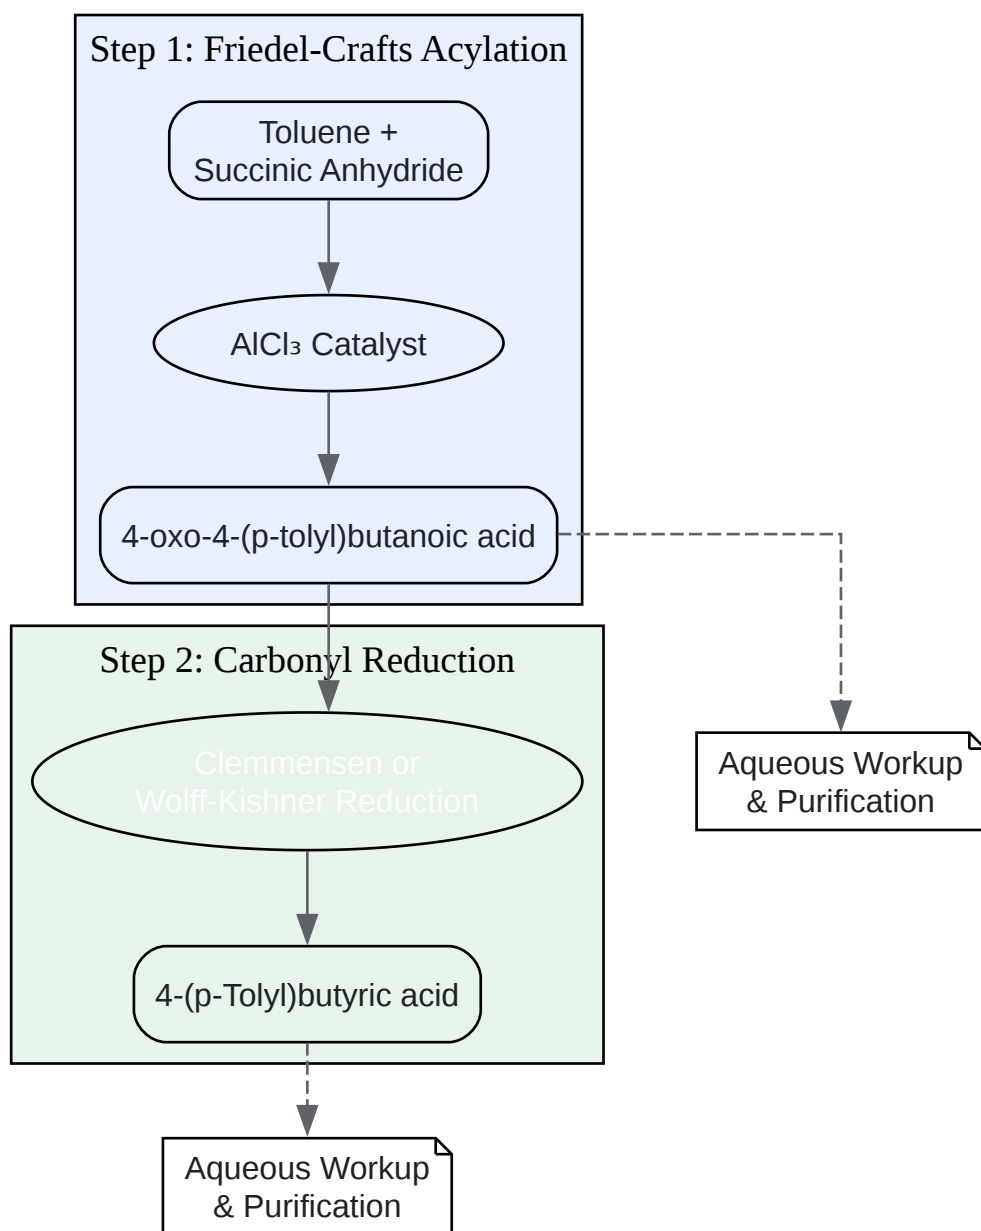 Step 1: Friedel-Crafts Acylation
Toluene +
Succinic Anhydride
AlCl₃ Catalyst
4-oxo-4-(p-tolyl)butanoic acid
Step 2: Carbonyl Reduction
Clemmensen or
Wolff-Kishner Reduction
Aqueous Workup
& Purification
4-(p-Tolyl)butyric acid
Aqueous Workup
& Purification